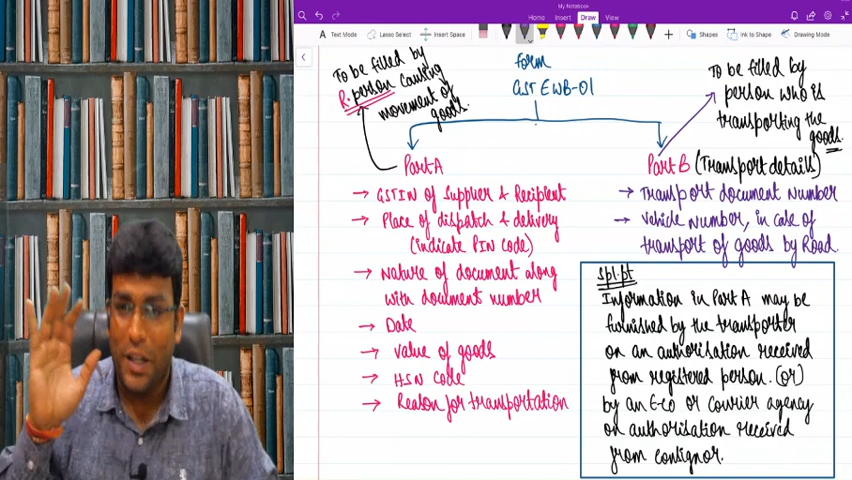 My Notebook
Home Insert Draw View
Text Mode Lasso Select Insert Space Shapes Ink to Shape Drawing Mode
To be filled by
R. person causing
movement of
goods.
Form
GST EWB-01
To be filled by
person who is
transporting the
goods.
Part A
→ GSTIN of Supplier & Recipient
→ Place of dispatch & delivery
(indicate PIN code)
→ Nature of document along
with document number
→ Date
→ Value of goods
→ HSN Code
→ Reason for transportation
Part B (Transport details)
→ Transport document Number
→ Vehicle Number, in case of
transport of goods by Road.
Spl. pt
Information in Part A may be
furnished by the transporter
on an authorisation received
from registered person. (or)
by an E-co or courier agency
on authorisation received
from consignor.